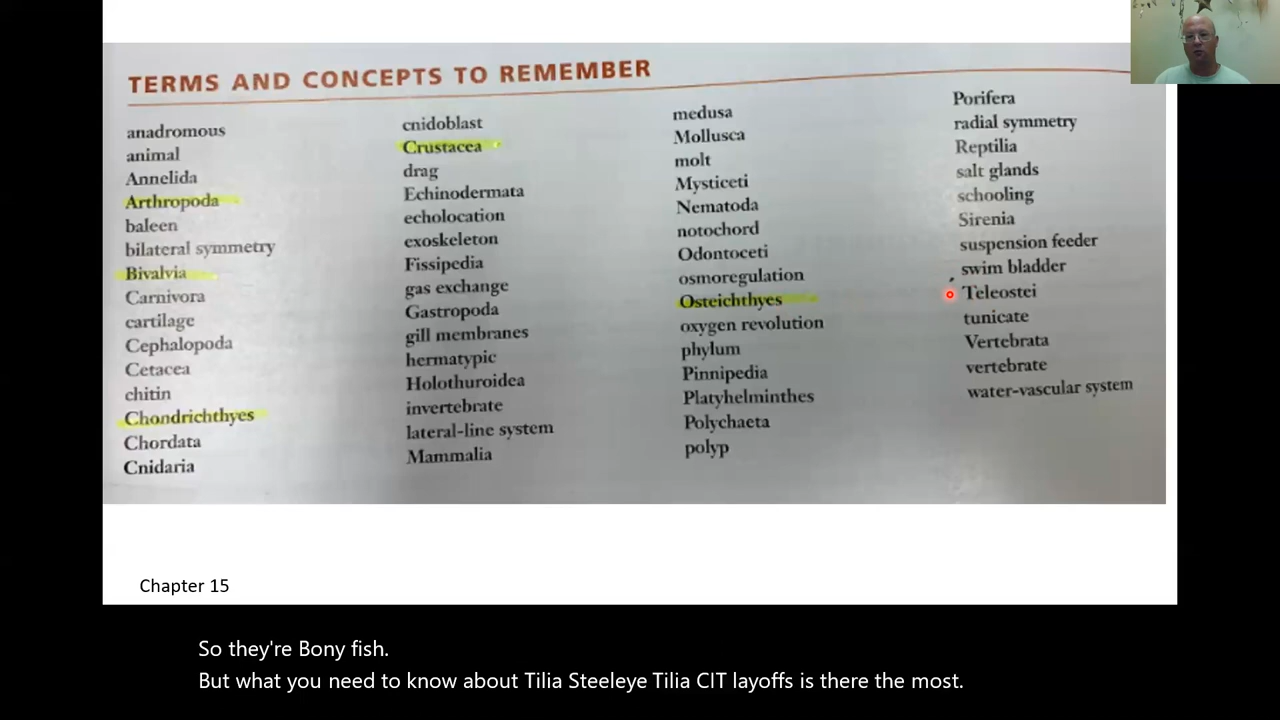 TERMS AND CONCEPTS TO REMEMBER
anadromous
animal
Annelida
Arthropoda
baleen
bilateral symmetry
Bivalvia
Carnivora
cartilage
Cephalopoda
Cetacea
chitin
Chondrichthyes
Chordata
Cnidaria
cnidoblast
Crustacea
drag
Echinodermata
echolocation
exoskeleton
Fissipedia
gas exchange
Gastropoda
gill membranes
hermatypic
Holothuroidea
invertebrate
lateral-line system
Mammalia
medusa
Mollusca
molt
Mysticeti
Nematoda
notochord
Odontoceti
osmoregulation
Osteichthyes
oxygen revolution
phylum
Pinnipedia
Platyhelminthes
Polychaeta
polyp
Porifera
radial symmetry
Reptilia
salt glands
schooling
Sirenia
suspension feeder
swim bladder
Teleostei
tunicate
Vertebrata
vertebrate
water-vascular system
Chapter 15
So they're Bony fish.
But what you need to know about Tilia Steeleye Tilia CIT layoffs is there the most.